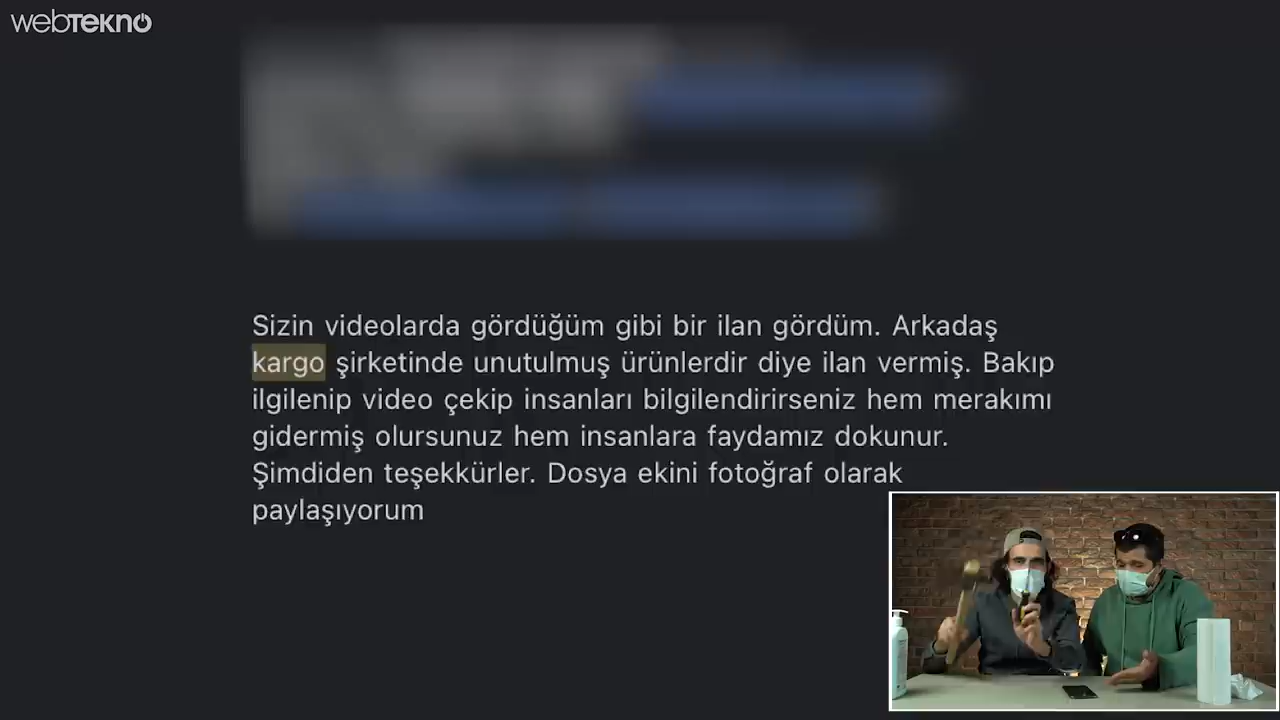 webTEKNO
Sizin videolarda gördüğüm gibi bir ilan gördüm. Arkadaş
kargo şirketinde unutulmuş ürünlerdir diye ilan vermiş. Bakıp
ilgilenip video çekip insanları bilgilendirirseniz hem merakımı
gidermiş olursunuz hem insanlara faydamız dokunur.
Şimdiden teşekkürler. Dosya ekini fotoğraf olarak
paylaşıyorum